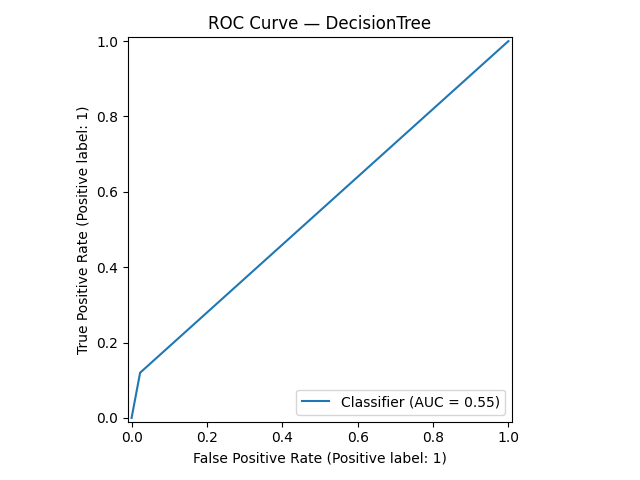 ROC Curve — DecisionTree
True Positive Rate (Positive label: 1)
1.0
0.8
0.6
0.4
0.2
0.0
Classifier (AUC = 0.55)
0.0 0.2 0.4 0.6 0.8 1.0
False Positive Rate (Positive label: 1)